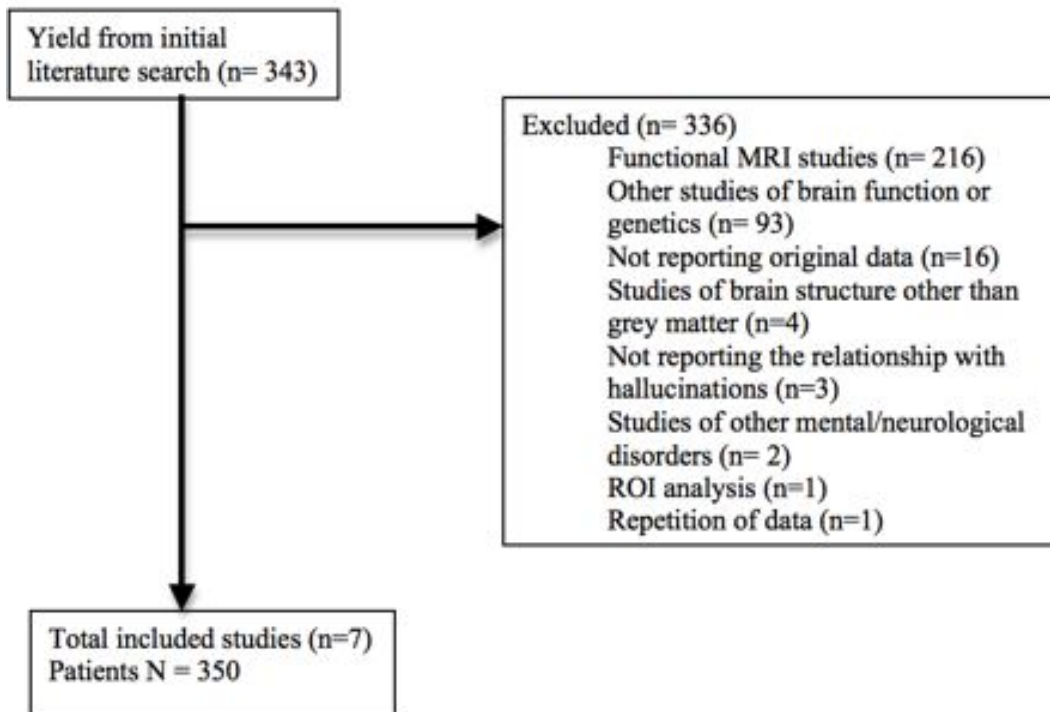 Yield from initial
literature search (n= 343)
Excluded (n= 336)
Functional MRI studies (n= 216)
Other studies of brain function or
genetics (n= 93)
Not reporting original data (n=16)
Studies of brain structure other than
grey matter (n=4)
Not reporting the relationship with
hallucinations (n=3)
Studies of other mental/neurological
disorders (n= 2)
ROI analysis (n=1)
Repetition of data (n=1)
Total included studies (n=7)
Patients N = 350